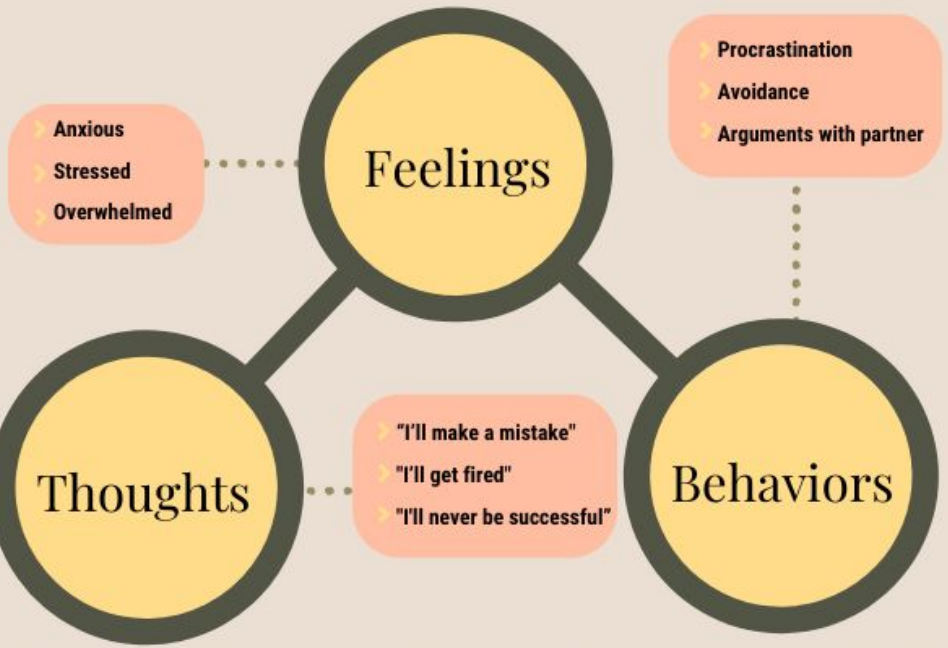 Feelings
Anxious
Stressed
Overwhelmed
Procrastination
Avoidance
Arguments with partner
Thoughts
“I’ll make a mistake"
"I’ll get fired"
"I'll never be successful”
Behaviors